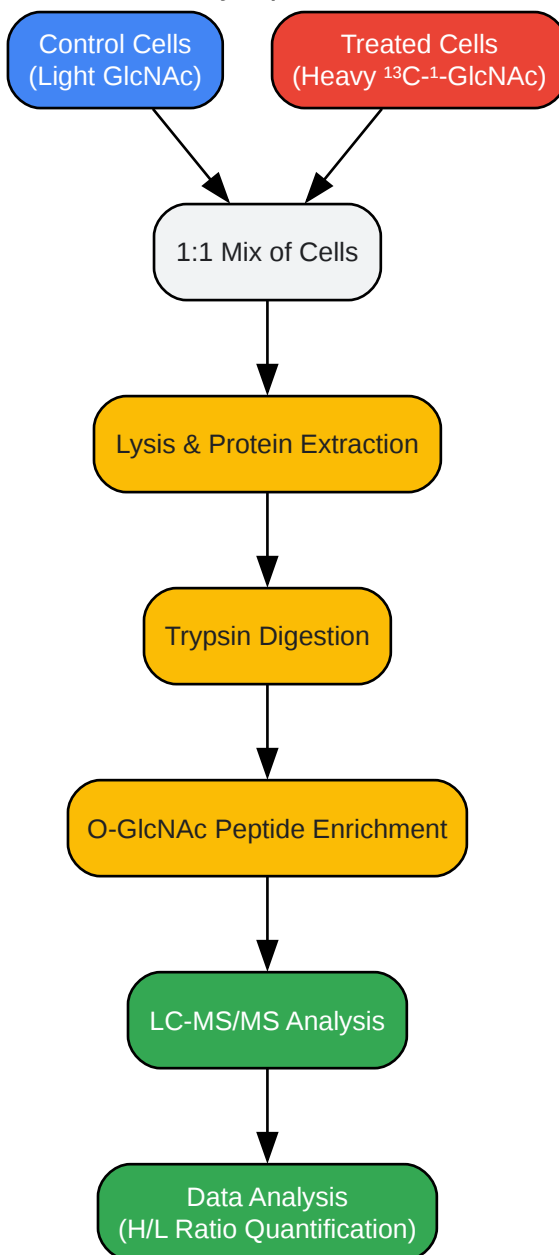 Control Cells
(Light GlcNAc)
Treated Cells
(Heavy ¹³C-¹-GlcNAc)
1:1 Mix of Cells
Lysis & Protein Extraction
Trypsin Digestion
O-GlcNAc Peptide Enrichment
LC-MS/MS Analysis
Data Analysis
(H/L Ratio Quantification)